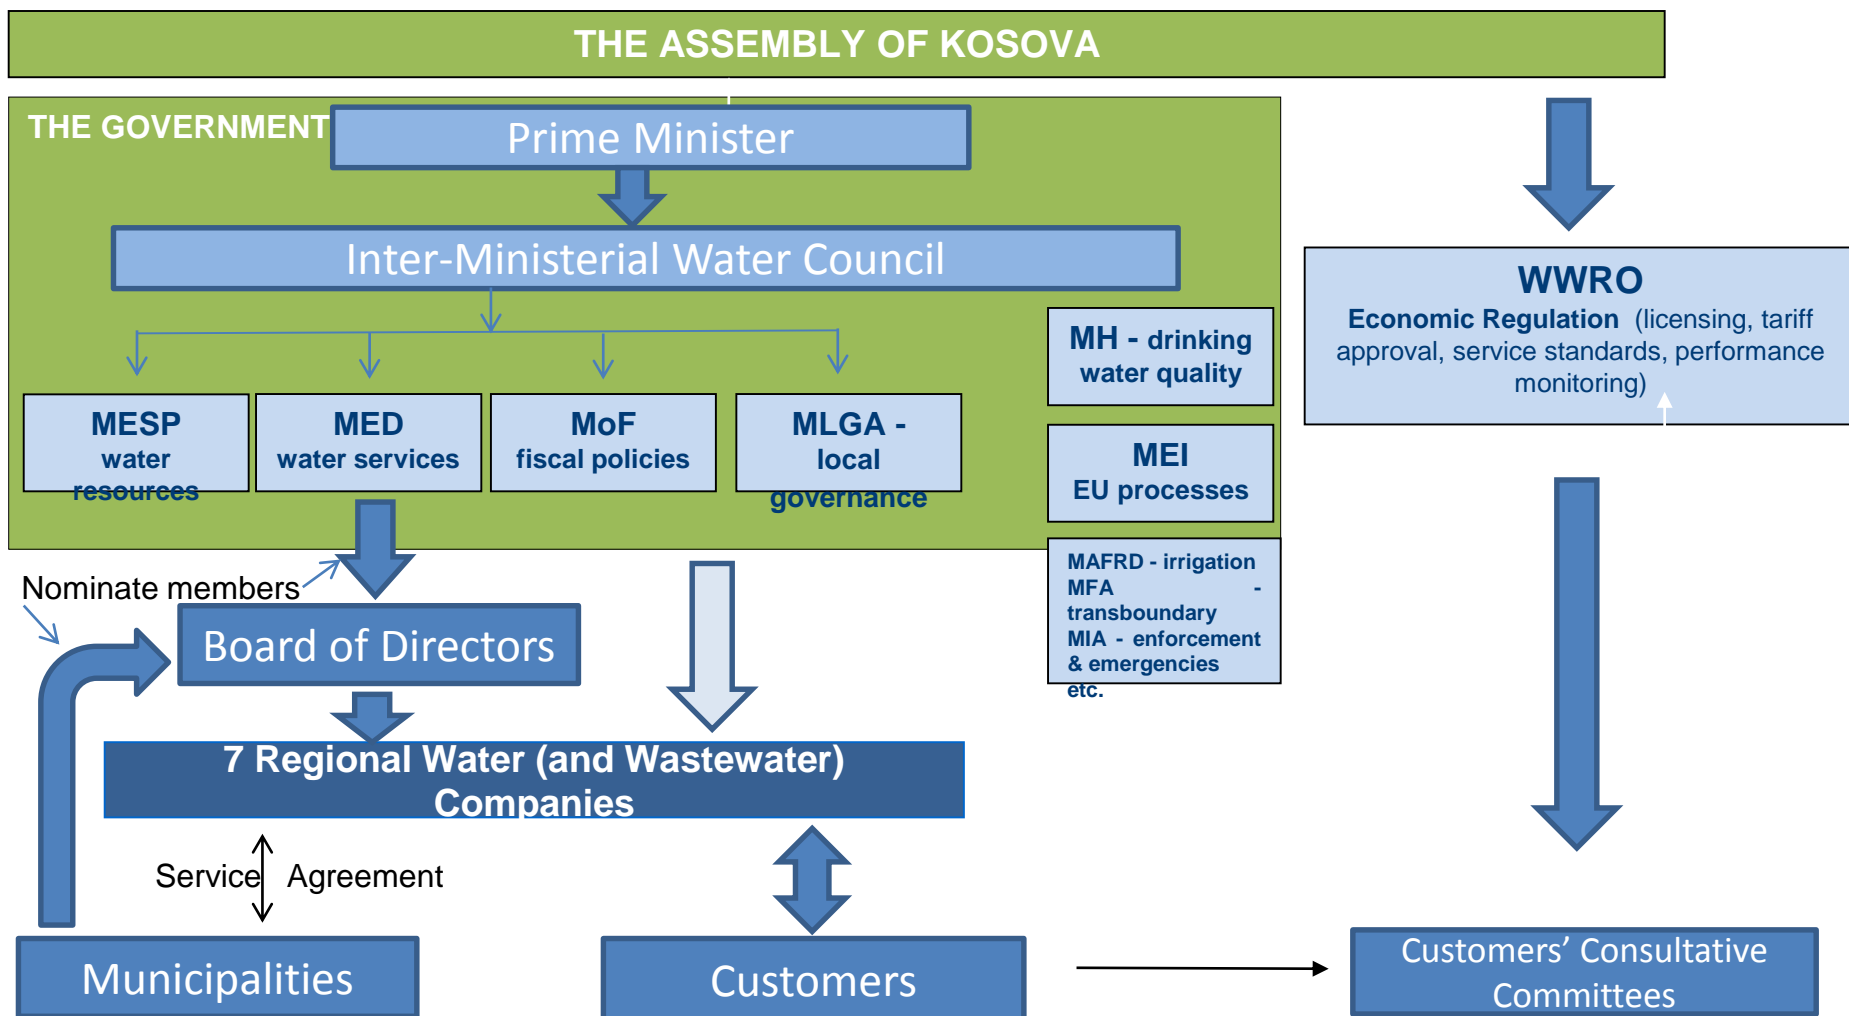 THE ASSEMBLY OF KOSOVA
THE GOVERNMENT
Prime Minister
Inter-Ministerial Water Council
MESP
water
resources
MED
water services
MoF
fiscal policies
MLGA -
local
governance
MH - drinking
water quality
MEI
EU processes
MAFRD - irrigation
MFA -
transboundary
MIA - enforcement
& emergencies
etc.
WWRO
Economic Regulation (licensing, tariff
approval, service standards, performance
monitoring)
Nominate members
Board of Directors
7 Regional Water (and Wastewater)
Companies
Service Agreement
Municipalities
Customers
Customers’ Consultative
Committees